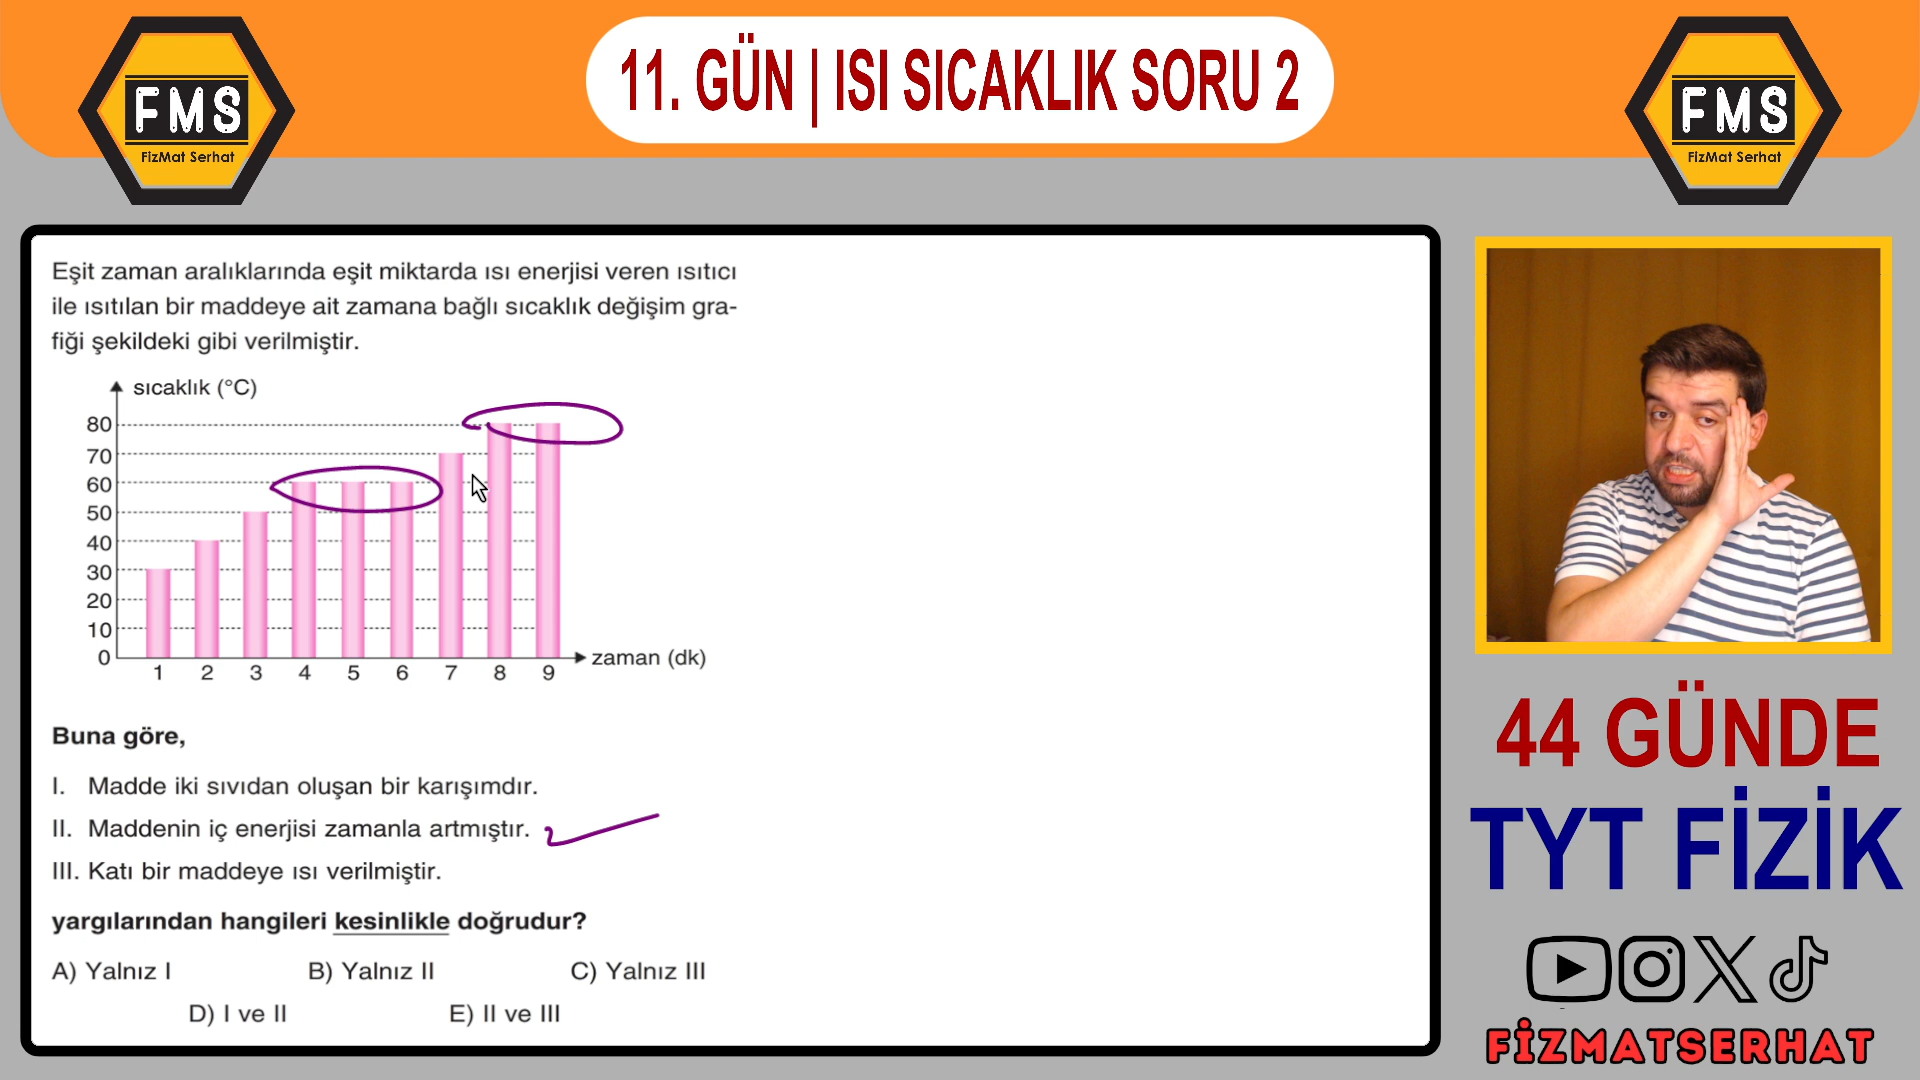 11. GÜN | ISI SICAKLIK SORU 2
FMS
FizMat Serhat
FMS
FizMat Serhat
Eşit zaman aralıklarında eşit miktarda ısı enerjisi veren ısıtıcı
ile ısıtılan bir maddeye ait zamana bağlı sıcaklık değişim gra-
fiği şekildeki gibi verilmiştir.
sıcaklık (°C)
80
70
60
50
40
30
20
10
0
1 2 3 4 5 6 7 8 9
zaman (dk)
Buna göre,
I. Madde iki sıvıdan oluşan bir karışımdır.
II. Maddenin iç enerjisi zamanla artmıştır.
III. Katı bir maddeye ısı verilmiştir.
yargılarından hangileri kesinlikle doğrudur?
A) Yalnız I B) Yalnız II C) Yalnız III
D) I ve II E) II ve III
44 GÜNDE
TYT FİZİK
FİZMATSERHAT